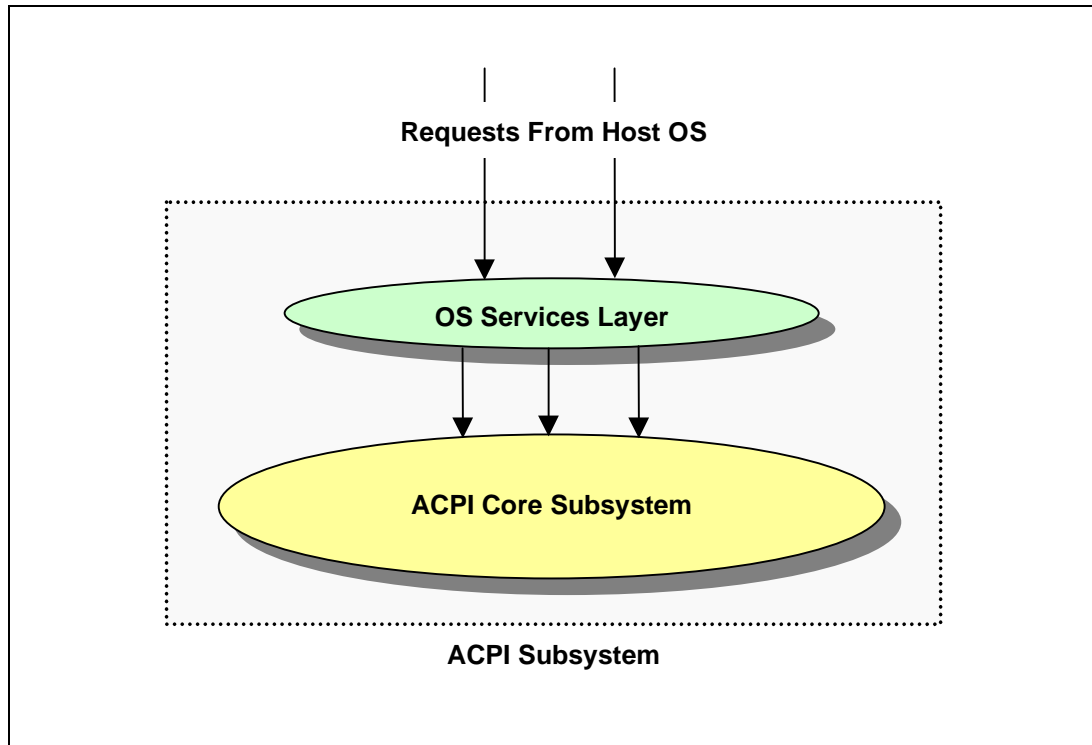 Requests From Host OS
OS Services Layer
ACPI Core Subsystem
ACPI Subsystem